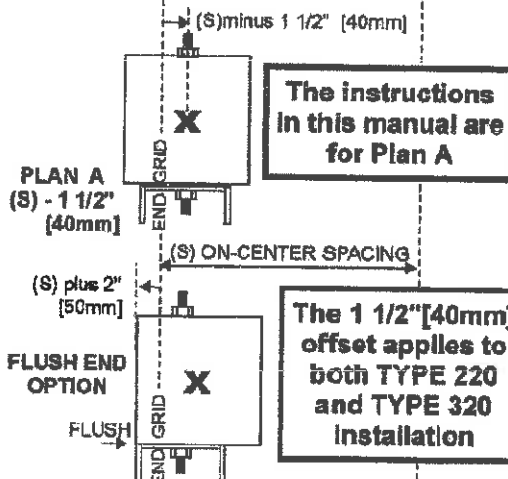 (S)minus 1 1/2" [40mm]
X
The instructions
in this manual are
for Plan A
PLAN A
(S) - 1 1/2"
[40mm]
END GRID
(S) ON-CENTER SPACING
(S) plus 2"
[50mm]
FLUSH END
OPTION
X
FLUSH
END GRID
The 1 1/2"[40mm]
offset applies to
both TYPE 220
and TYPE 320
installation